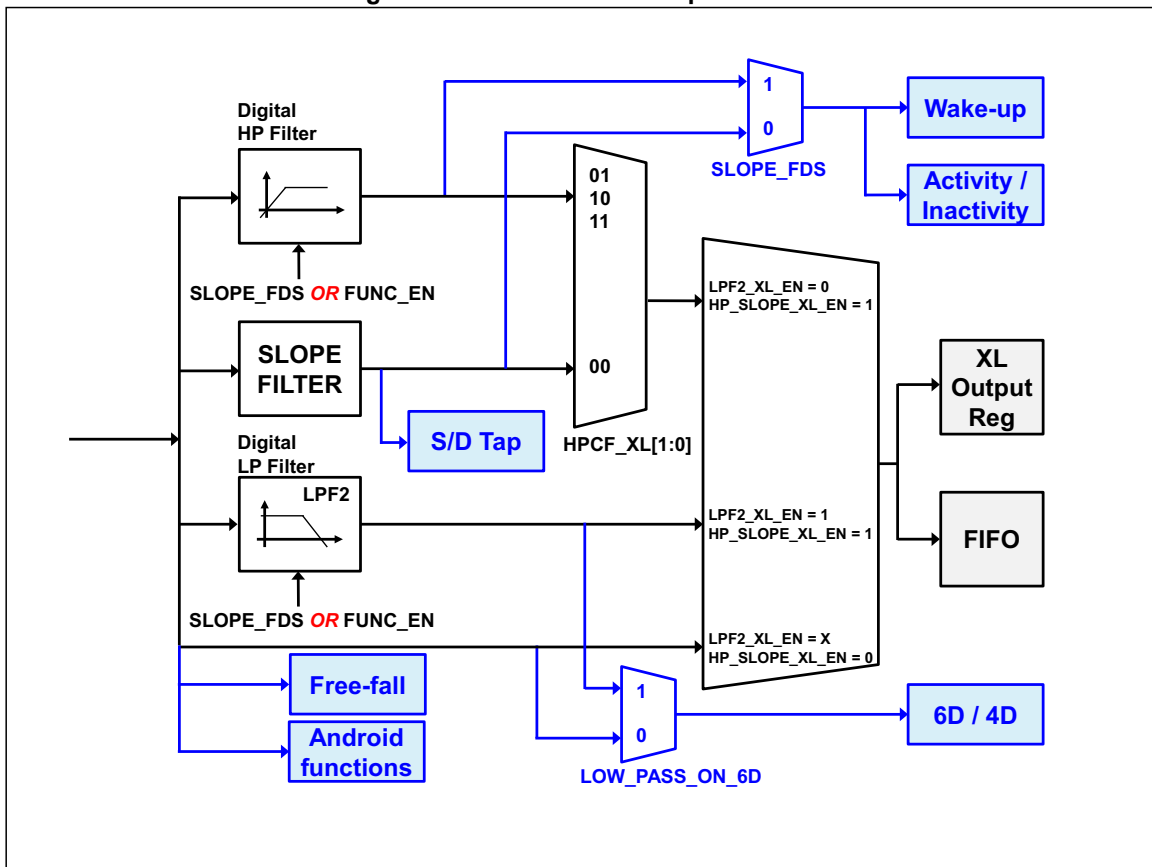 Digital
HP Filter
SLOPE_FDS OR FUNC_EN
SLOPE
FILTER
Digital
LP Filter
LPF2
SLOPE_FDS OR FUNC_EN
S/D Tap
01
10
11
00
HPCF_XL[1:0]
1
0
SLOPE_FDS
Wake-up
Activity /
Inactivity
LPF2_XL_EN = 0
HP_SLOPE_XL_EN = 1
LPF2_XL_EN = 1
HP_SLOPE_XL_EN = 1
LPF2_XL_EN = X
HP_SLOPE_XL_EN = 0
XL
Output
Reg
FIFO
Free-fall
Android
functions
1
0
LOW_PASS_ON_6D
6D / 4D